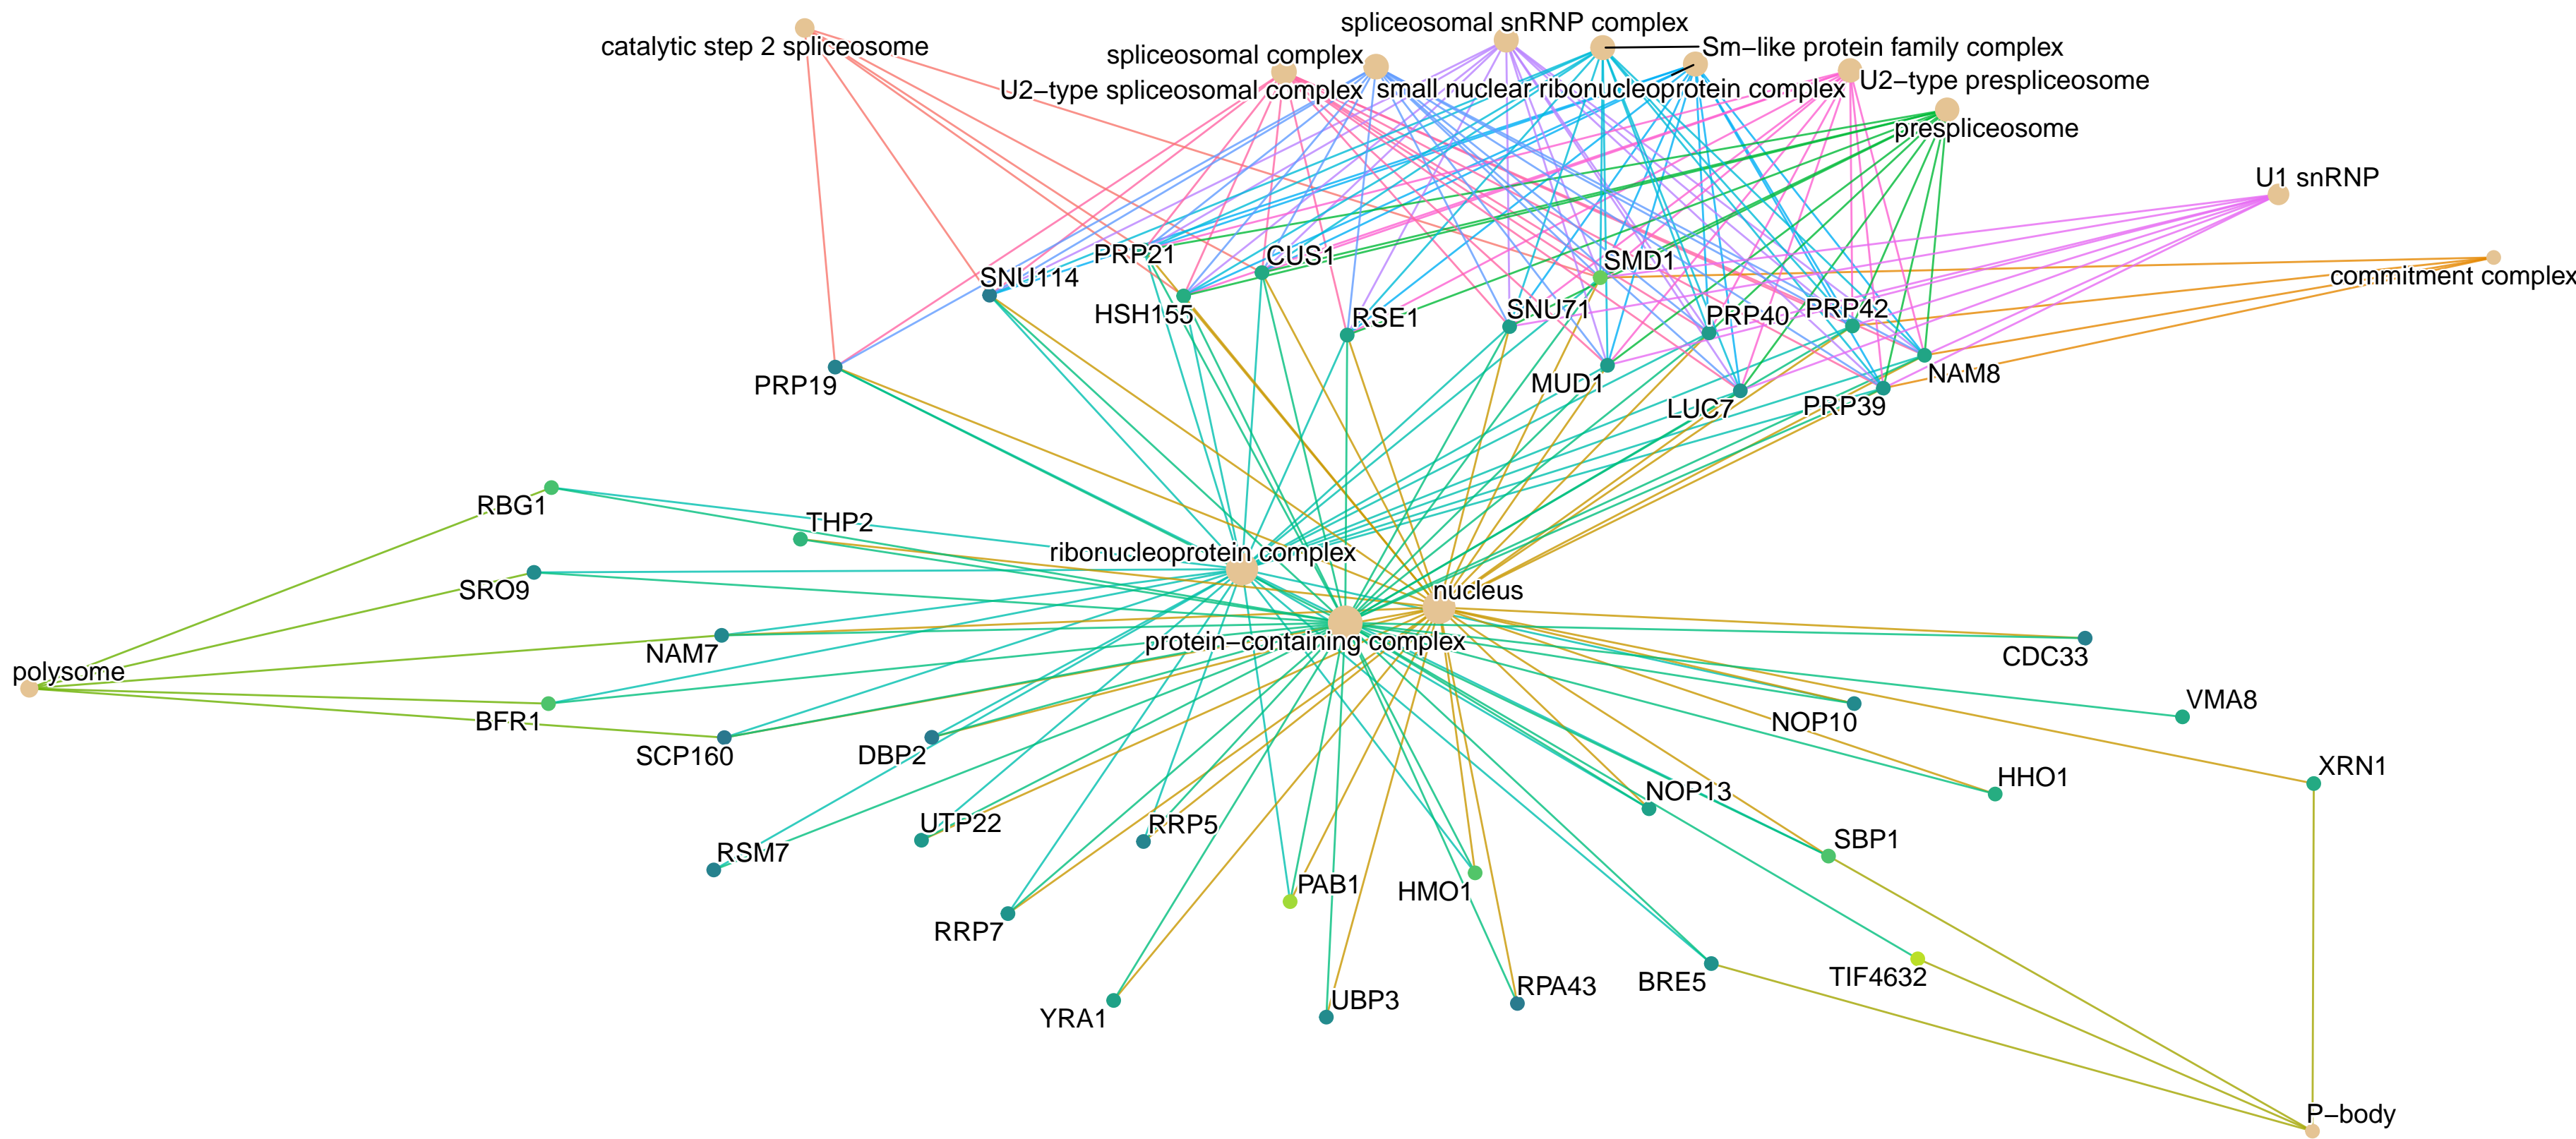 spliceosomal snRNP complex
catalytic step 2 spliceosome
spliceosomal complex
Sm−like protein family complex
U2−type spliceosomal complex
small nuclear ribonucleoprotein complex
U2−type prespliceosome
prespliceosome
U1 snRNP
PRP21
CUS1
SMD1
commitment complex
SNU114
HSH155
RSE1
SNU71
PRP40
PRP42
PRP19
MUD1
NAM8
LUC7
PRP39
RBG1
THP2
ribonucleoprotein complex
SRO9
nucleus
NAM7
protein−containing complex
CDC33
polysome
BFR1
VMA8
NOP10
SCP160
DBP2
XRN1
HHO1
NOP13
UTP22
RRP5
SBP1
RSM7
PAB1
HMO1
RRP7
TIF4632
BRE5
RPA43
UBP3
YRA1
P−body